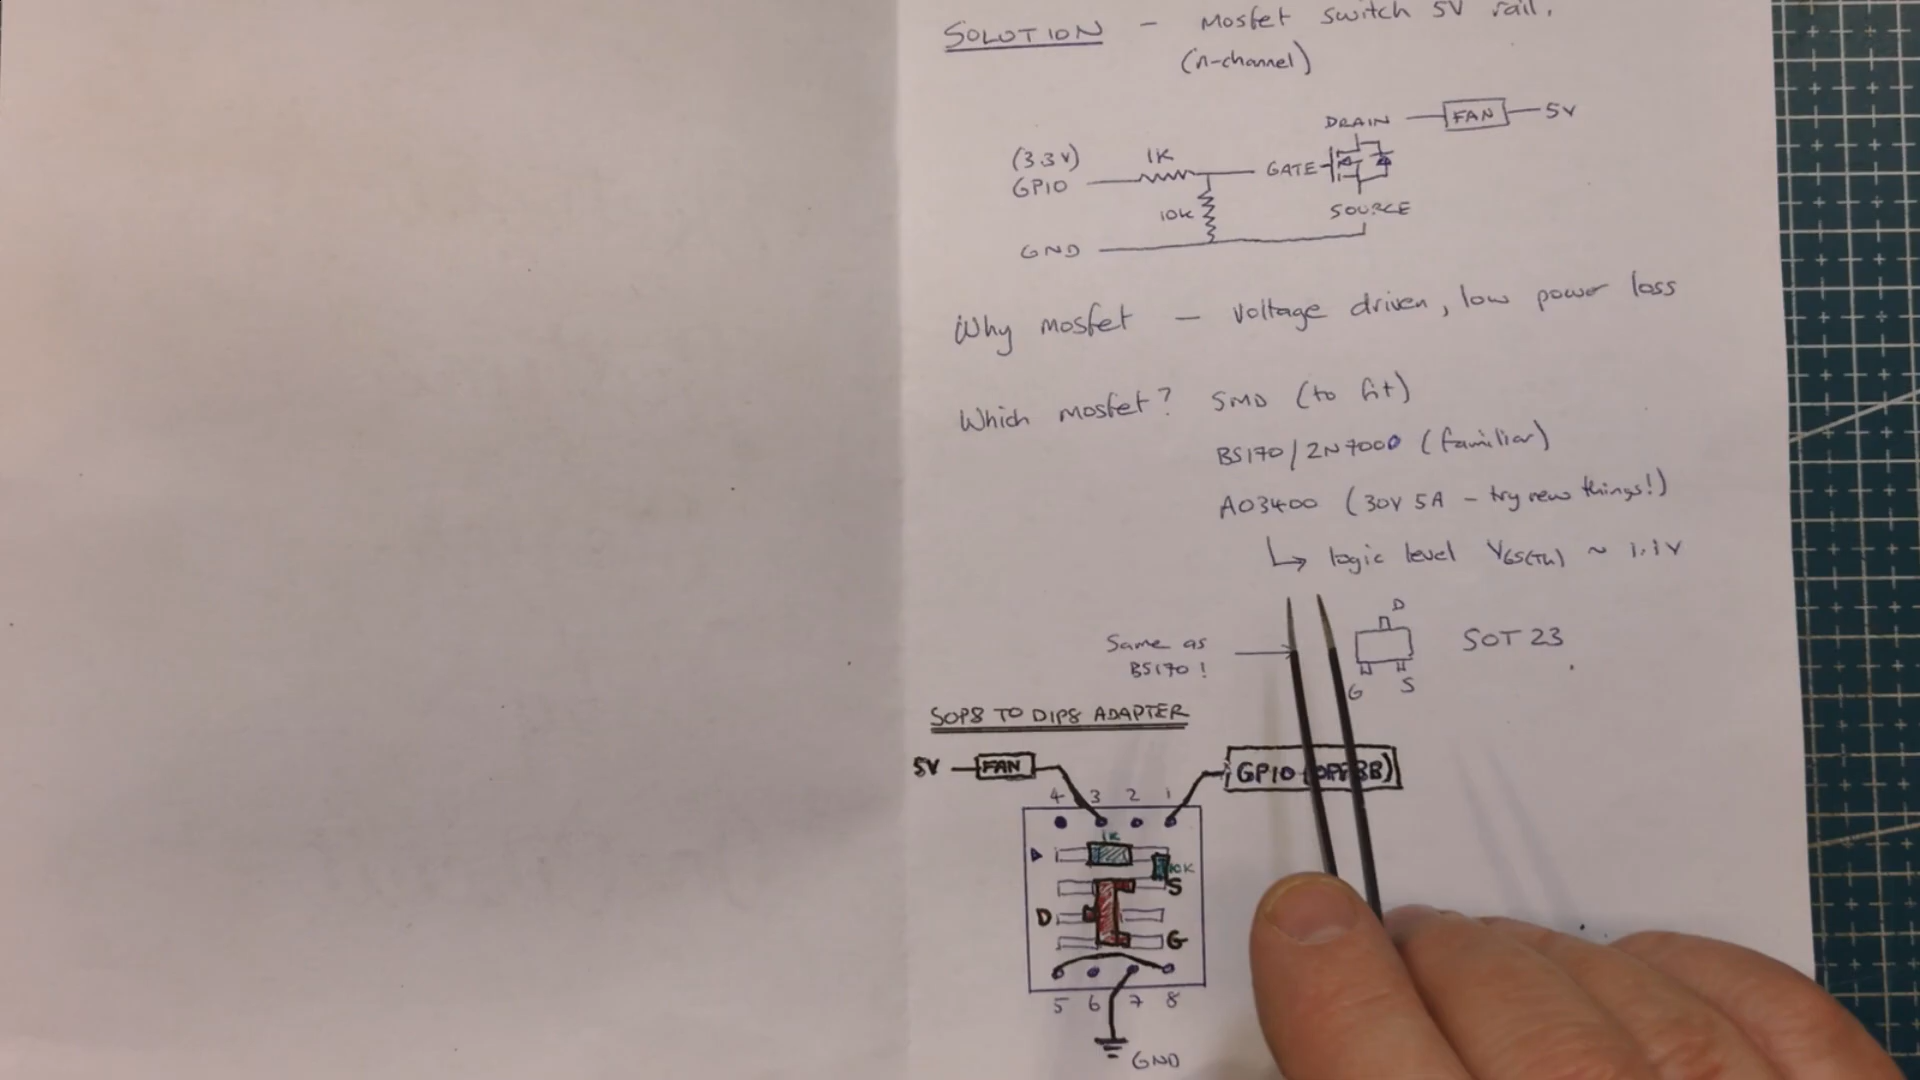 SOLUTION - Mosfet switch 5V rail.
(n-channel)
DRAIN FAN 5V
(3.3V) 1K
GPIO GATE
10K SOURCE
GND
Why mosfet - voltage driven, low power loss
Which mosfet? SMD (to fit)
BS170/2N7000 (familiar)
AO3400 (30V 5A - try new things!)
↳ logic level VGS(Th) ~ 1.1V
D
Same as SOT 23
BS170!
G S
SOP8 TO DIP8 ADAPTER
5V FAN GPIO
4 3 2 1
1K
10K
S
D
G
5 6 7 8
GND